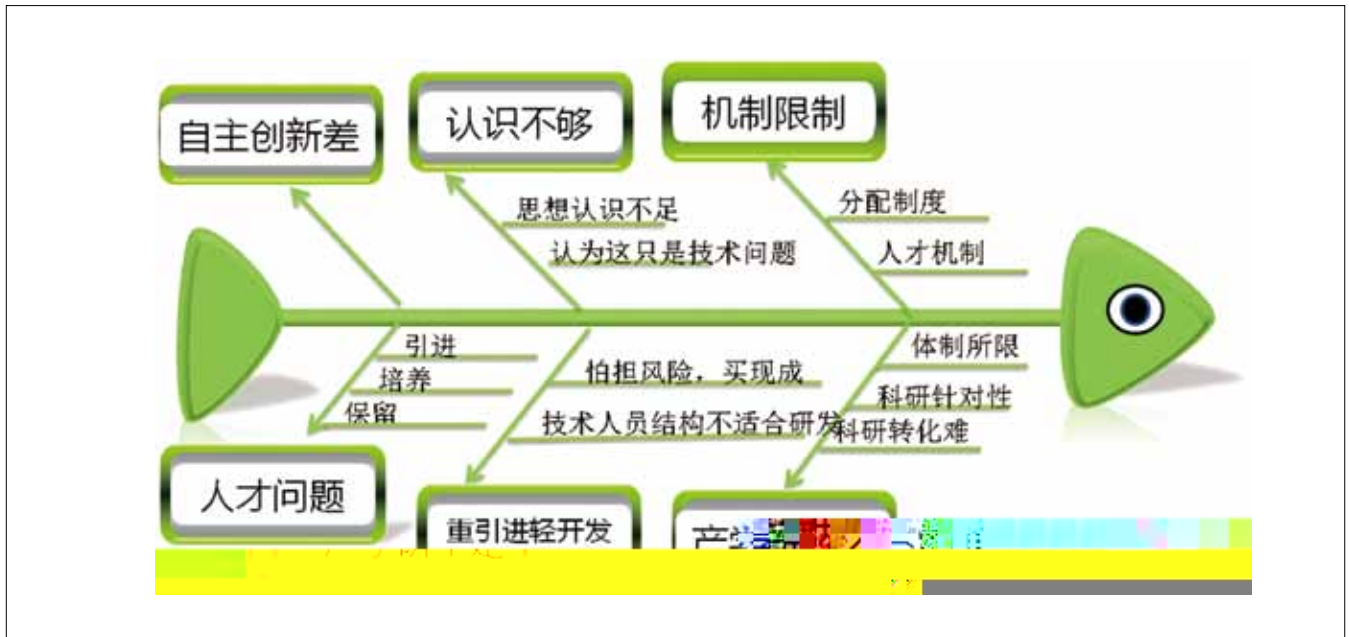 自主创新差
认识不够
机制限制
思想认识不足
认为这只是技术问题
分配制度
人才机制
引进
培养
保留
怕担风险，买现成
技术人员结构不适合研发
体制所限
科研针对性
科研转化难
人才问题
重引进轻开发
产